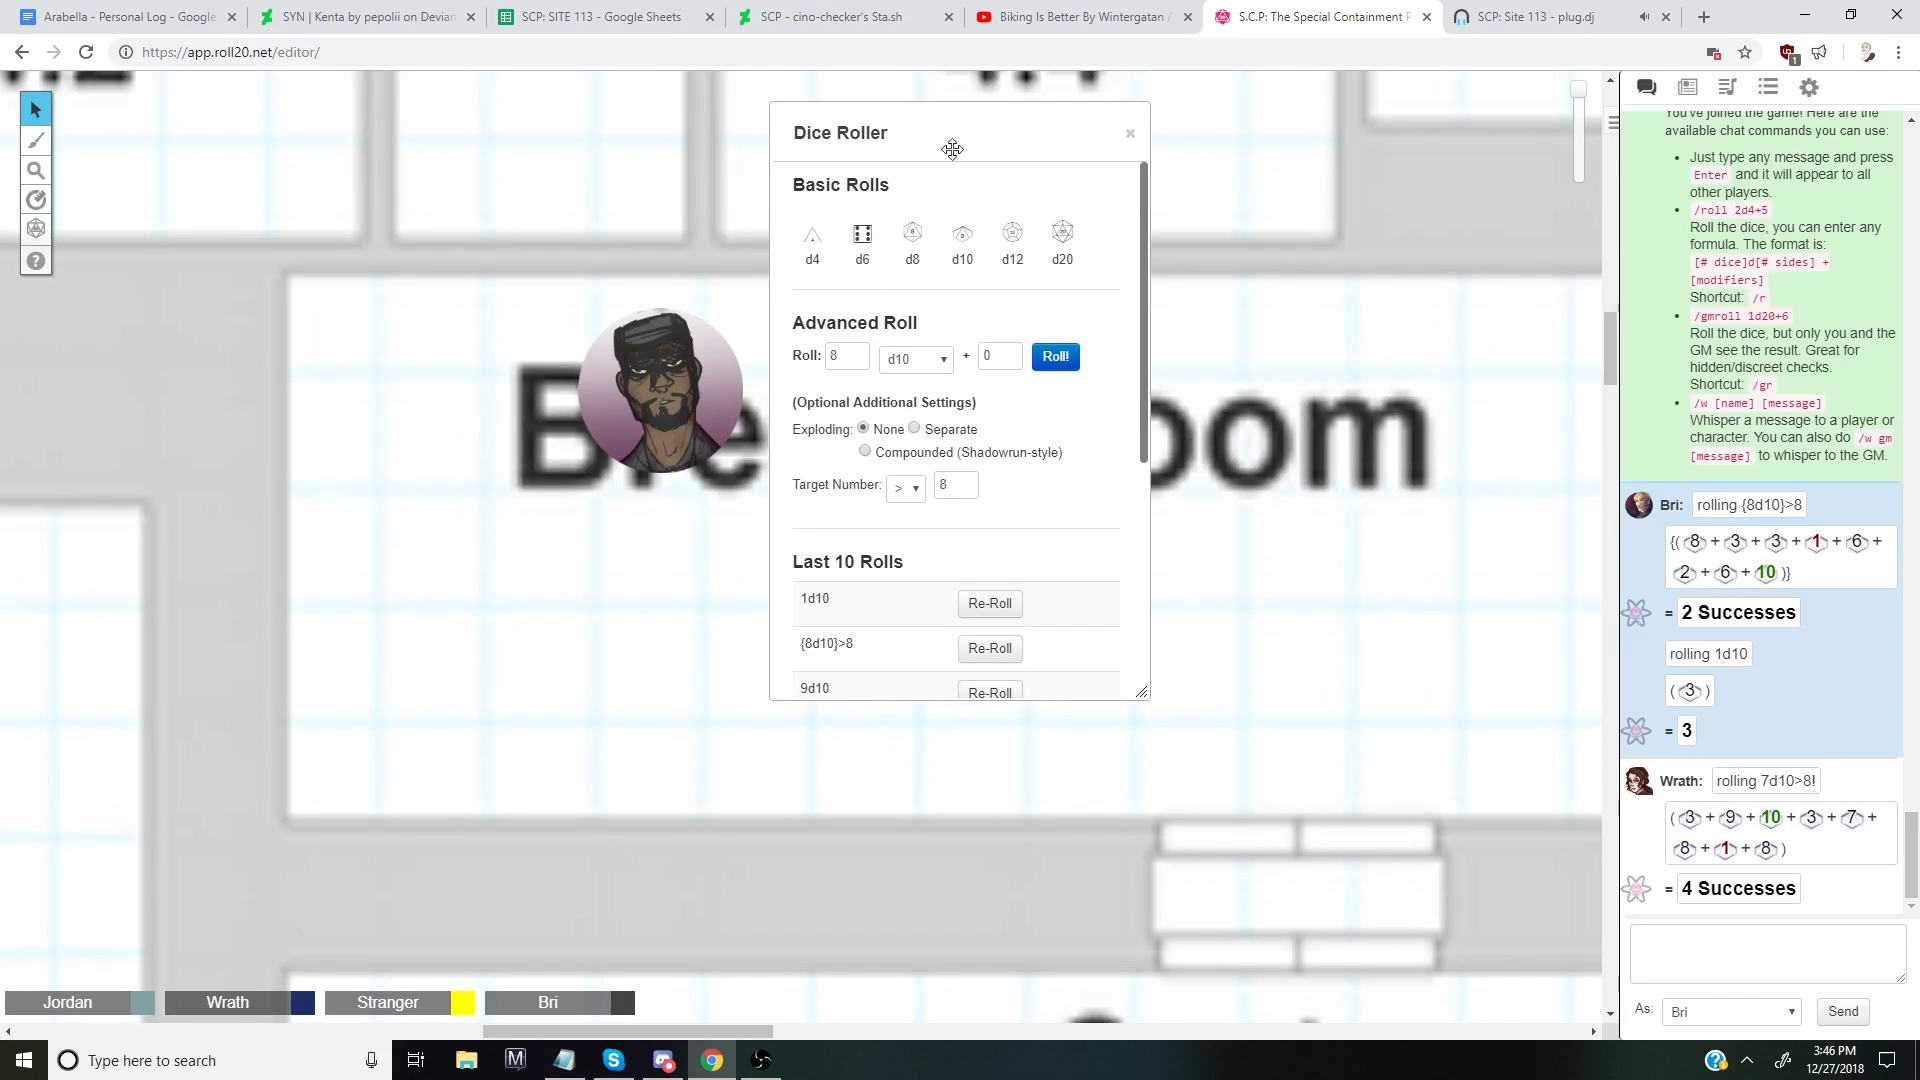 Arabella - Personal Log - Google
SYN | Kenta by pepolii on Devian
SCP: SITE 113 - Google Sheets
SCP - cino-checker's Sta.sh
Biking Is Better By Wintergatan /
S.C.P: The Special Containment P
SCP: Site 113 - plug.dj
https://app.roll20.net/editor/
1
Dice Roller
Basic Rolls
d4 d6 d8 d10 d12 d20
Advanced Roll
Roll: 8 d10 + 0 Roll!
(Optional Additional Settings)
Exploding: None Separate
Compounded (Shadowrun-style)
Target Number: > 8
Last 10 Rolls
1d10 Re-Roll
{8d10}>8 Re-Roll
9d10 Re-Roll
oom
You've joined the game! Here are the
available chat commands you can use:
Just type any message and press
Enter and it will appear to all
other players.
/roll 2d4+5
Roll the dice, you can enter any
formula. The format is:
[# dice]d[# sides] +
[modifiers]
Shortcut: /r
/gmroll 1d20+6
Roll the dice, but only you and the
GM see the result. Great for
hidden/discreet checks.
Shortcut: /gr
/w [name] [message]
Whisper a message to a player or
character. You can also do /w gm
[message] to whisper to the GM.
Bri: rolling {8d10}>8
{( 8 + 3 + 3 + 1 + 6 +
2 + 6 + 10 )}
= 2 Successes
rolling 1d10
( 3 )
= 3
Wrath: rolling 7d10>8!
( 3 + 9 + 10 + 3 + 7 +
8 + 1 + 8 )
= 4 Successes
As: Bri Send
Jordan Wrath Stranger Bri
Type here to search
3:46 PM
12/27/2018